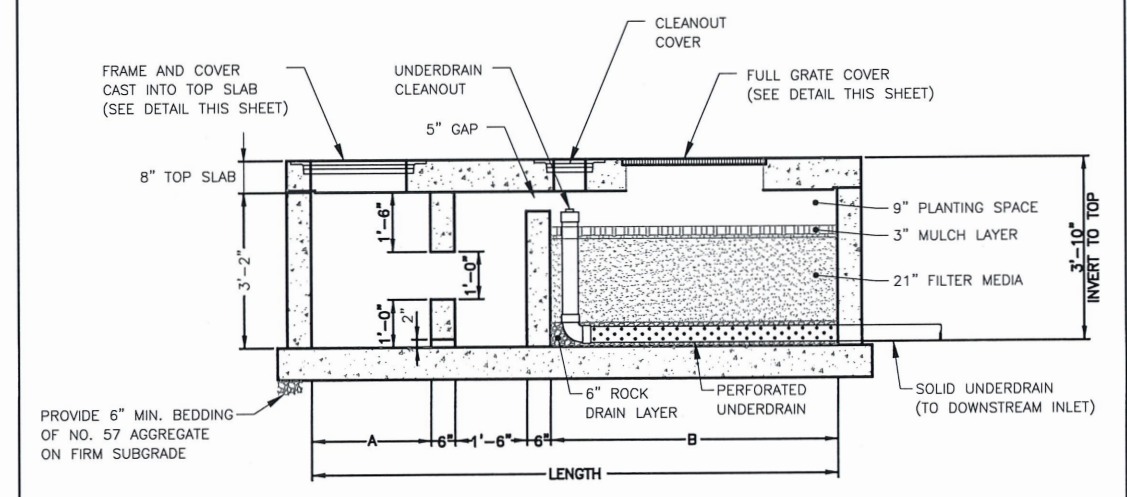 CLEANOUT
COVER
FRAME AND COVER
CAST INTO TOP SLAB
(SEE DETAIL THIS SHEET)
UNDERDRAIN
CLEANOUT
FULL GRATE COVER
(SEE DETAIL THIS SHEET)
5" GAP
8" TOP SLAB
9" PLANTING SPACE
3" MULCH LAYER
21" FILTER MEDIA
3'-2"
1'-6"
1'-0"
1'-0"
2"
3'-10"
INVERT TO TOP
6" ROCK
DRAIN LAYER
PERFORATED
UNDERDRAIN
SOLID UNDERDRAIN
(TO DOWNSTREAM INLET)
PROVIDE 6" MIN. BEDDING
OF NO. 57 AGGREGATE
ON FIRM SUBGRADE
A 6" 1'-6" 6" B
LENGTH